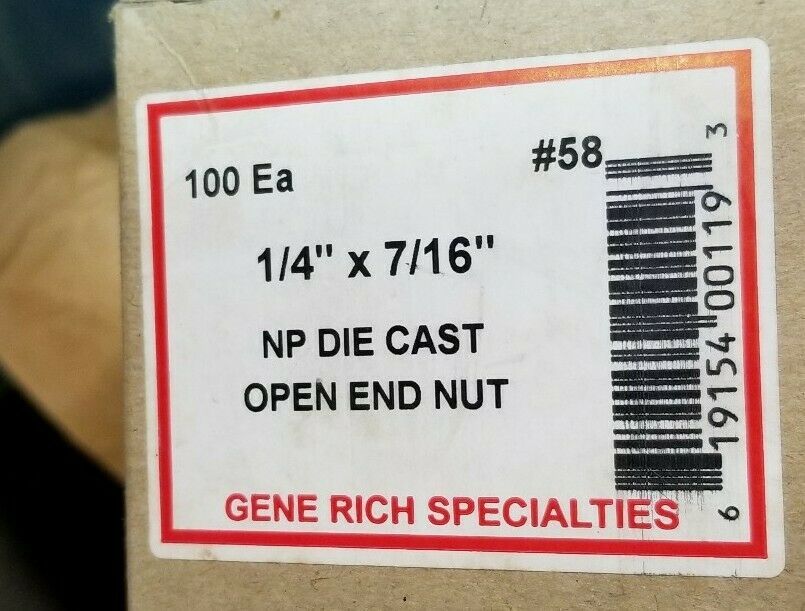 100 Ea #58
1/4" x 7/16"
NP DIE CAST
OPEN END NUT
GENE RICH SPECIALTIES
6 19154 00119 3